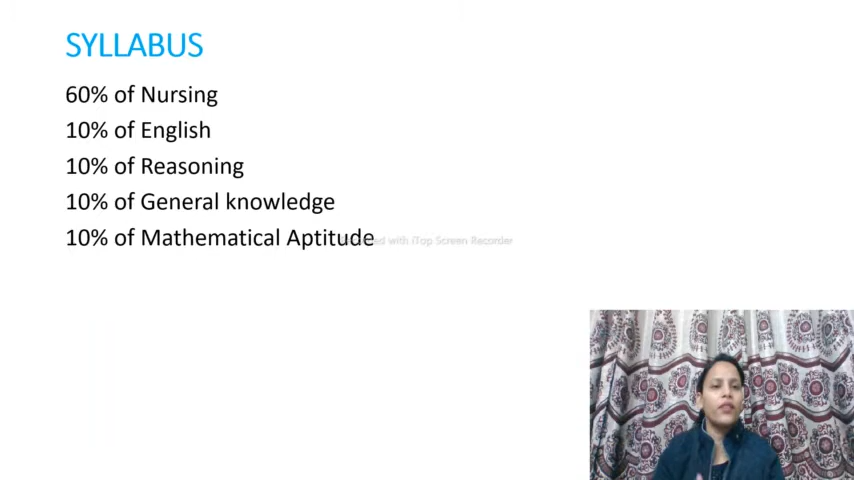 SYLLABUS
60% of Nursing
10% of English
10% of Reasoning
10% of General knowledge
10% of Mathematical Aptitude
with iTop Screen Recorder